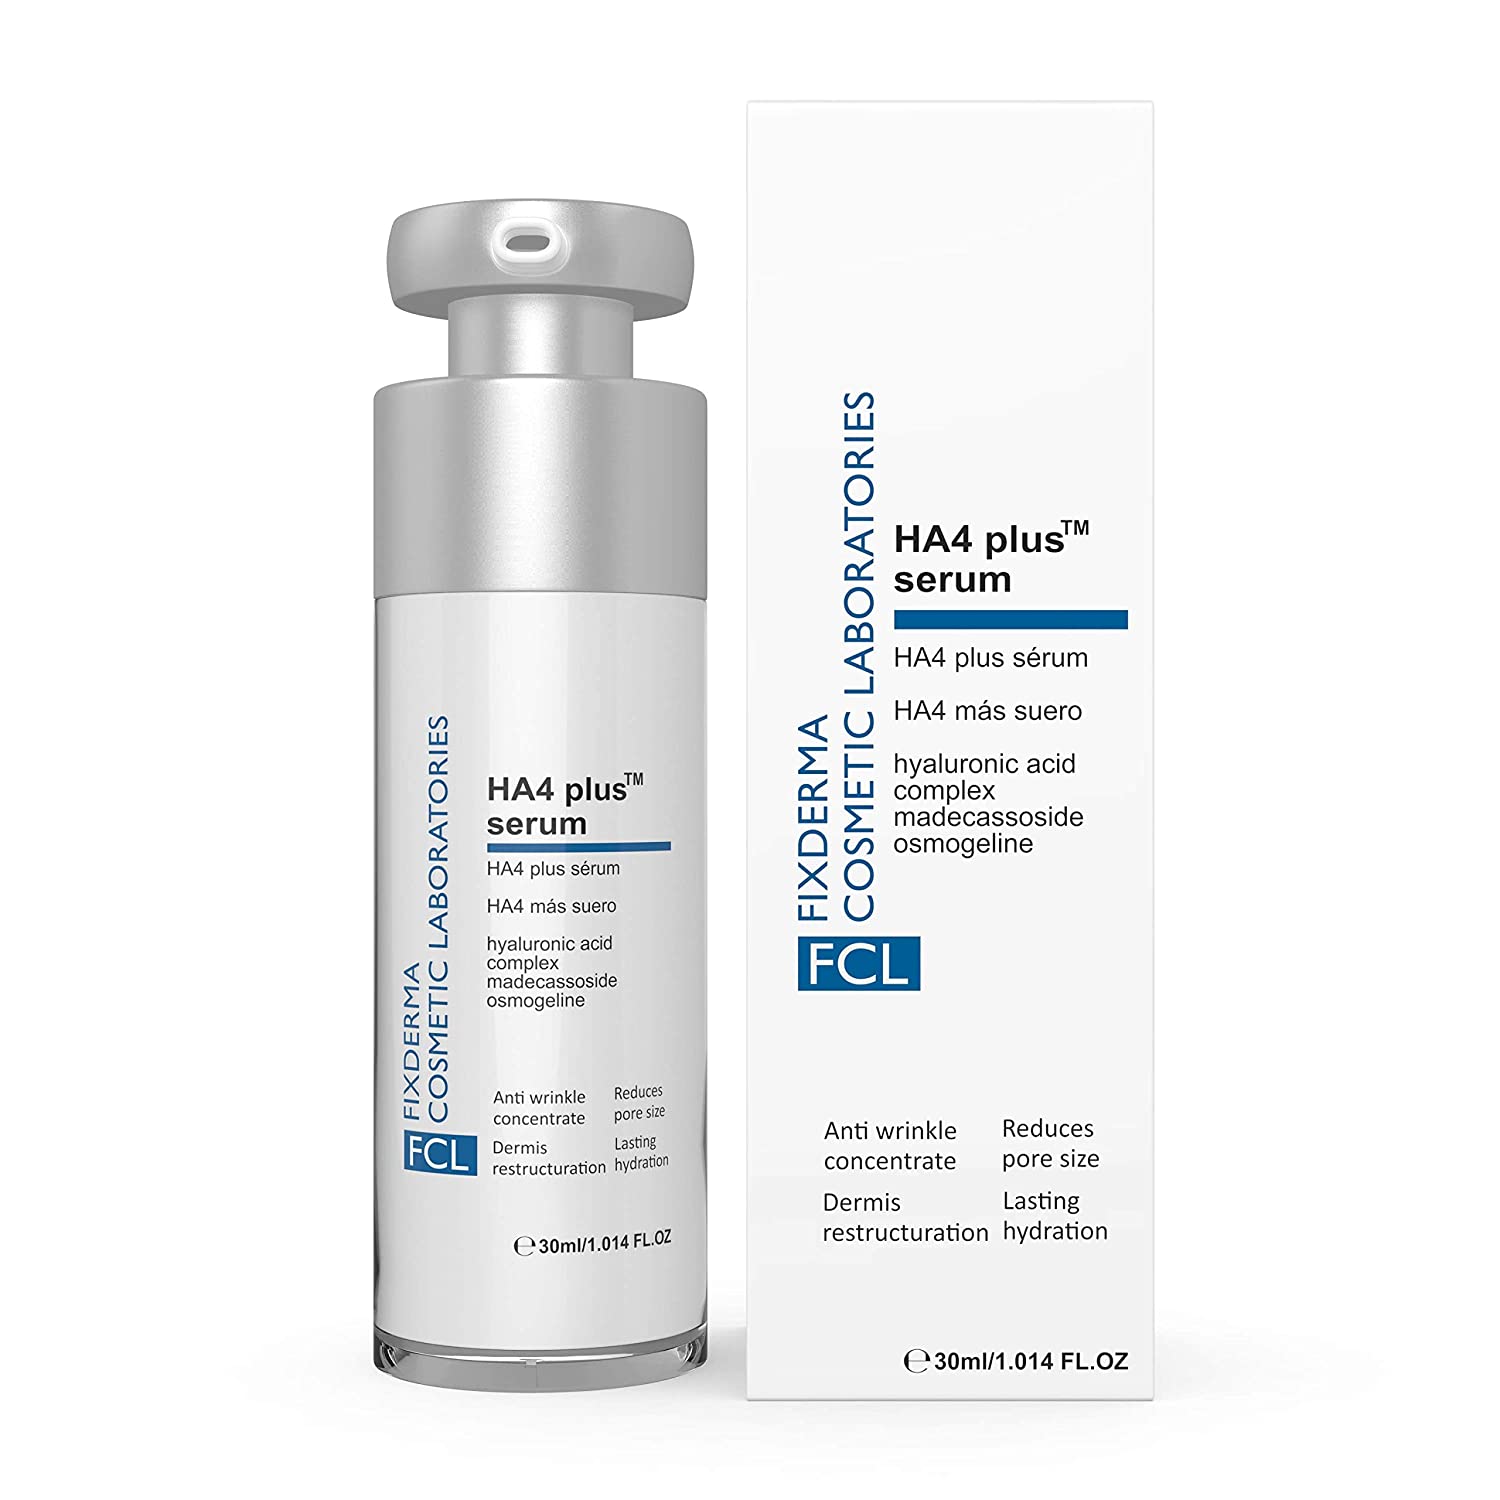 FIXDERMA
COSMETIC LABORATORIES
FCL
HA4 plus™
serum
HA4 plus sérum
HA4 más suero
hyaluronic acid
complex
madecassoside
osmogeline
Anti wrinkle
concentrate
Reduces
pore size
Dermis
restructuration
Lasting
hydration
℮30ml/1.014 FL.OZ
FIXDERMA
COSMETIC LABORATORIES
FCL
HA4 plus™
serum
HA4 plus sérum
HA4 más suero
hyaluronic acid
complex
madecassoside
osmogeline
Anti wrinkle
concentrate
Reduces
pore size
Dermis
restructuration
Lasting
hydration
℮30ml/1.014 FL.OZ